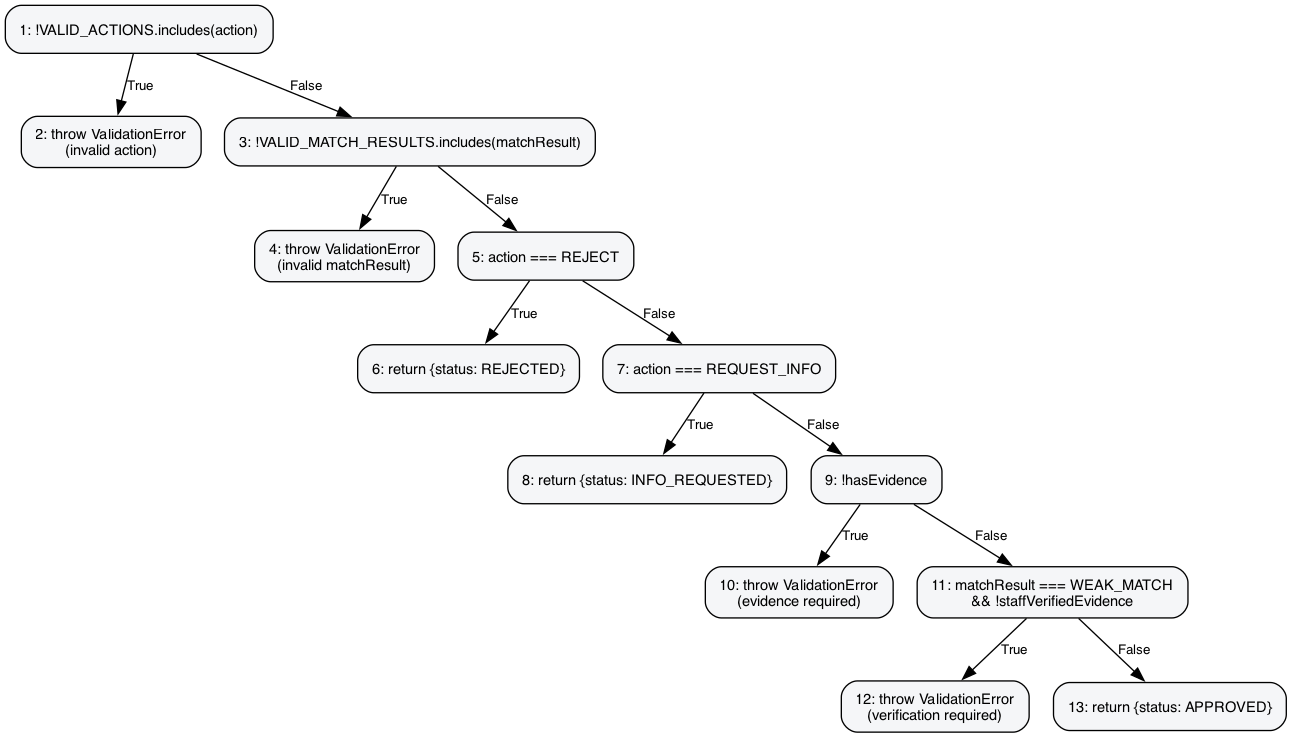 1: !VALID_ACTIONS.includes(action)
True
False
2: throw ValidationError
(invalid action)
3: !VALID_MATCH_RESULTS.includes(matchResult)
True
False
4: throw ValidationError
(invalid matchResult)
5: action === REJECT
True
False
6: return {status: REJECTED}
7: action === REQUEST_INFO
True
False
8: return {status: INFO_REQUESTED}
9: !hasEvidence
True
False
10: throw ValidationError
(evidence required)
11: matchResult === WEAK_MATCH
&& !staffVerifiedEvidence
True
False
12: throw ValidationError
(verification required)
13: return {status: APPROVED}